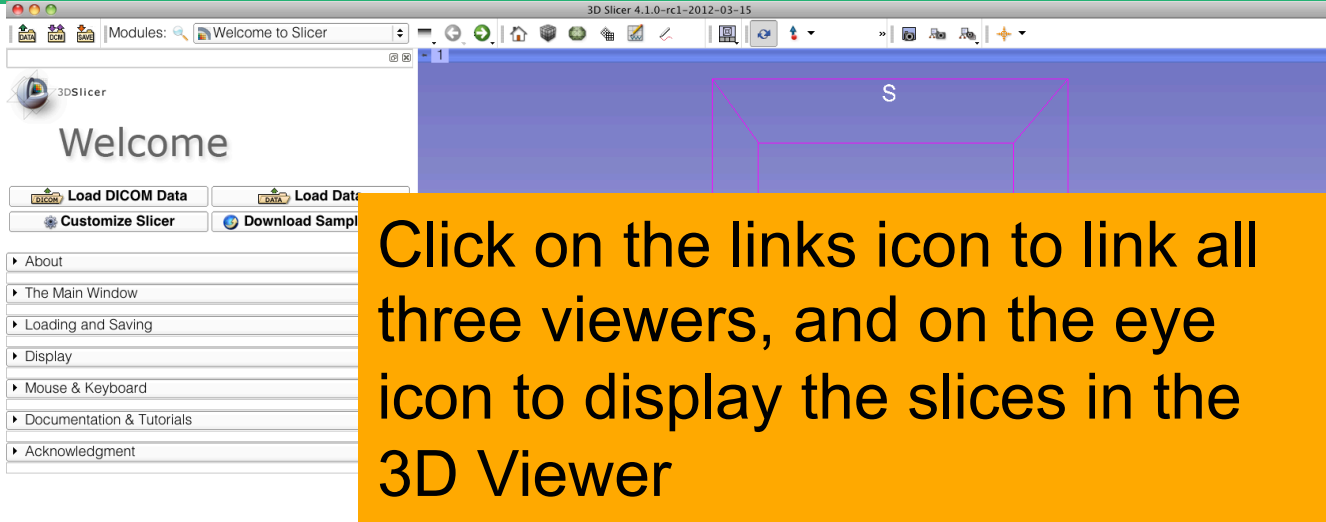 3D Slicer 4.1.0-rc1-2012-03-15
DATA DCM SAVE Modules: Welcome to Slicer »
1
3DSlicer
S
Welcome
DICOM Load DICOM Data DATA Load Data
Customize Slicer Download Sampl
About
The Main Window
Loading and Saving
Display
Mouse & Keyboard
Documentation & Tutorials
Acknowledgment
Click on the links icon to link all
three viewers, and on the eye
icon to display the slices in the
3D Viewer